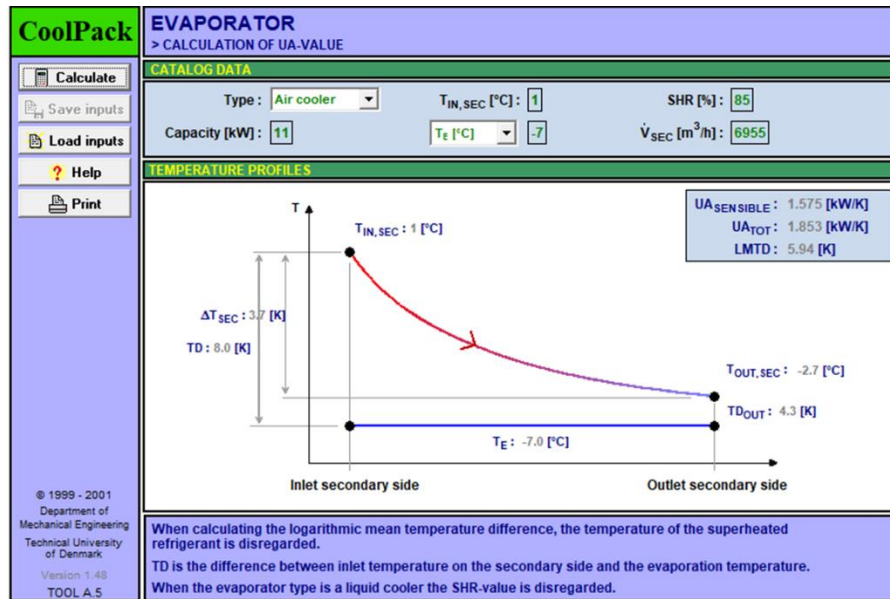 CoolPack
EVAPORATOR
> CALCULATION OF UA-VALUE
Calculate
Save inputs
Load inputs
? Help
Print
CATALOG DATA
Type : Air cooler T_IN,SEC [°C] : 1 SHR [%] : 85
Capacity [kW] : 11 T_E [°C] -7 V̇_SEC [m³/h] : 6955
TEMPERATURE PROFILES
UA_SENSIBLE : 1.575 [kW/K]
UA_TOT : 1.853 [kW/K]
LMTD : 5.94 [K]
T
T_IN,SEC : 1 [°C]
ΔT_SEC : 3.7 [K]
TD : 8.0 [K]
T_OUT,SEC : -2.7 [°C]
TD_OUT : 4.3 [K]
T_E : -7.0 [°C]
Inlet secondary side Outlet secondary side
© 1999 - 2001
Department of
Mechanical Engineering
Technical University
of Denmark
Version 1.48
TOOL A.5
When calculating the logarithmic mean temperature difference, the temperature of the superheated
refrigerant is disregarded.
TD is the difference between inlet temperature on the secondary side and the evaporation temperature.
When the evaporator type is a liquid cooler the SHR-value is disregarded.